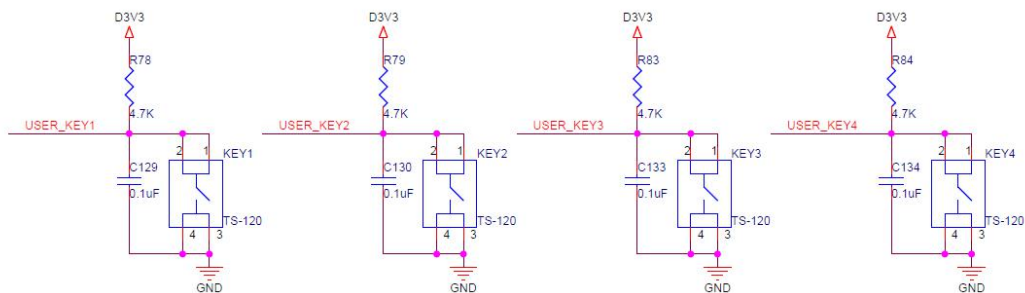 D3V3 D3V3 D3V3 D3V3
R78 R79 R83 R84
4.7K 4.7K 4.7K 4.7K
USER_KEY1 USER_KEY2 USER_KEY3 USER_KEY4
2 1 KEY1 2 1 KEY2 2 1 KEY3 2 1 KEY4
C129 C130 C133 C134
0.1uF 0.1uF 0.1uF 0.1uF
TS-120 TS-120 TS-120 TS-120
4 3 4 3 4 3 4 3
GND GND GND GND